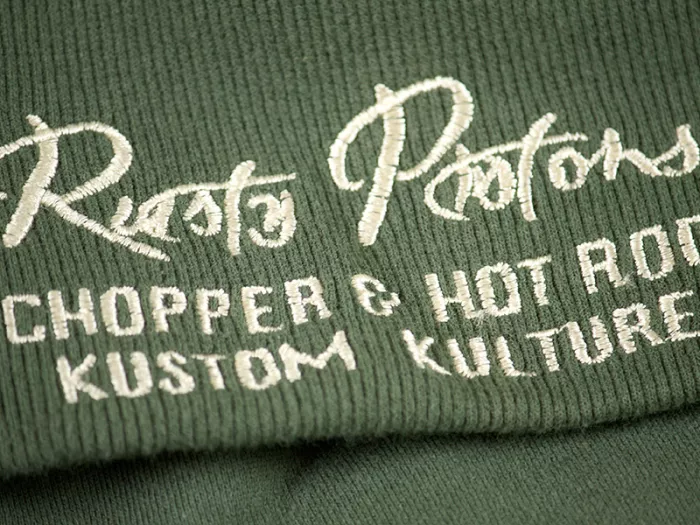 Rusty Pistons
CHOPPER & HOT ROD
KUSTOM KULTURE